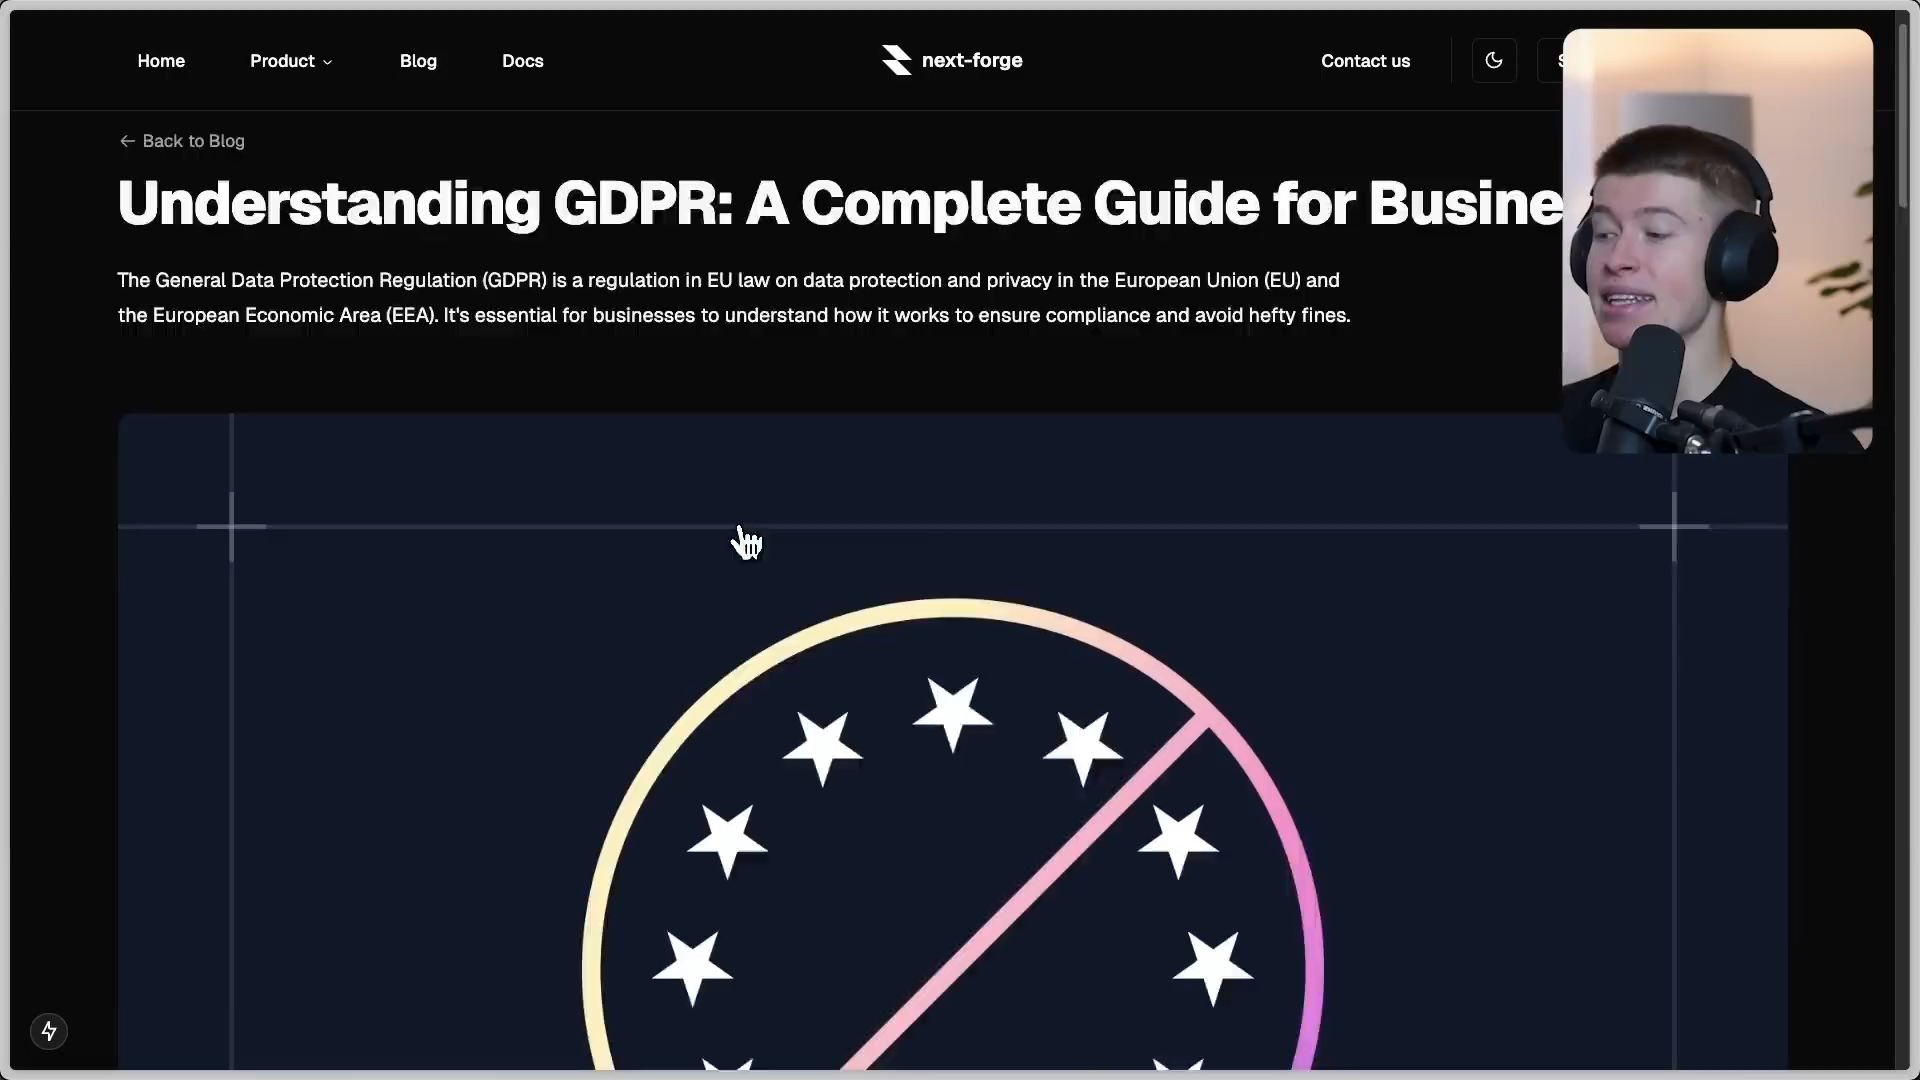 Home
Product
Blog
Docs
next-forge
Contact us
Back to Blog
Understanding GDPR: A Complete Guide for Busine
The General Data Protection Regulation (GDPR) is a regulation in EU law on data protection and privacy in the European Union (EU) and
the European Economic Area (EEA). It's essential for businesses to understand how it works to ensure compliance and avoid hefty fines.